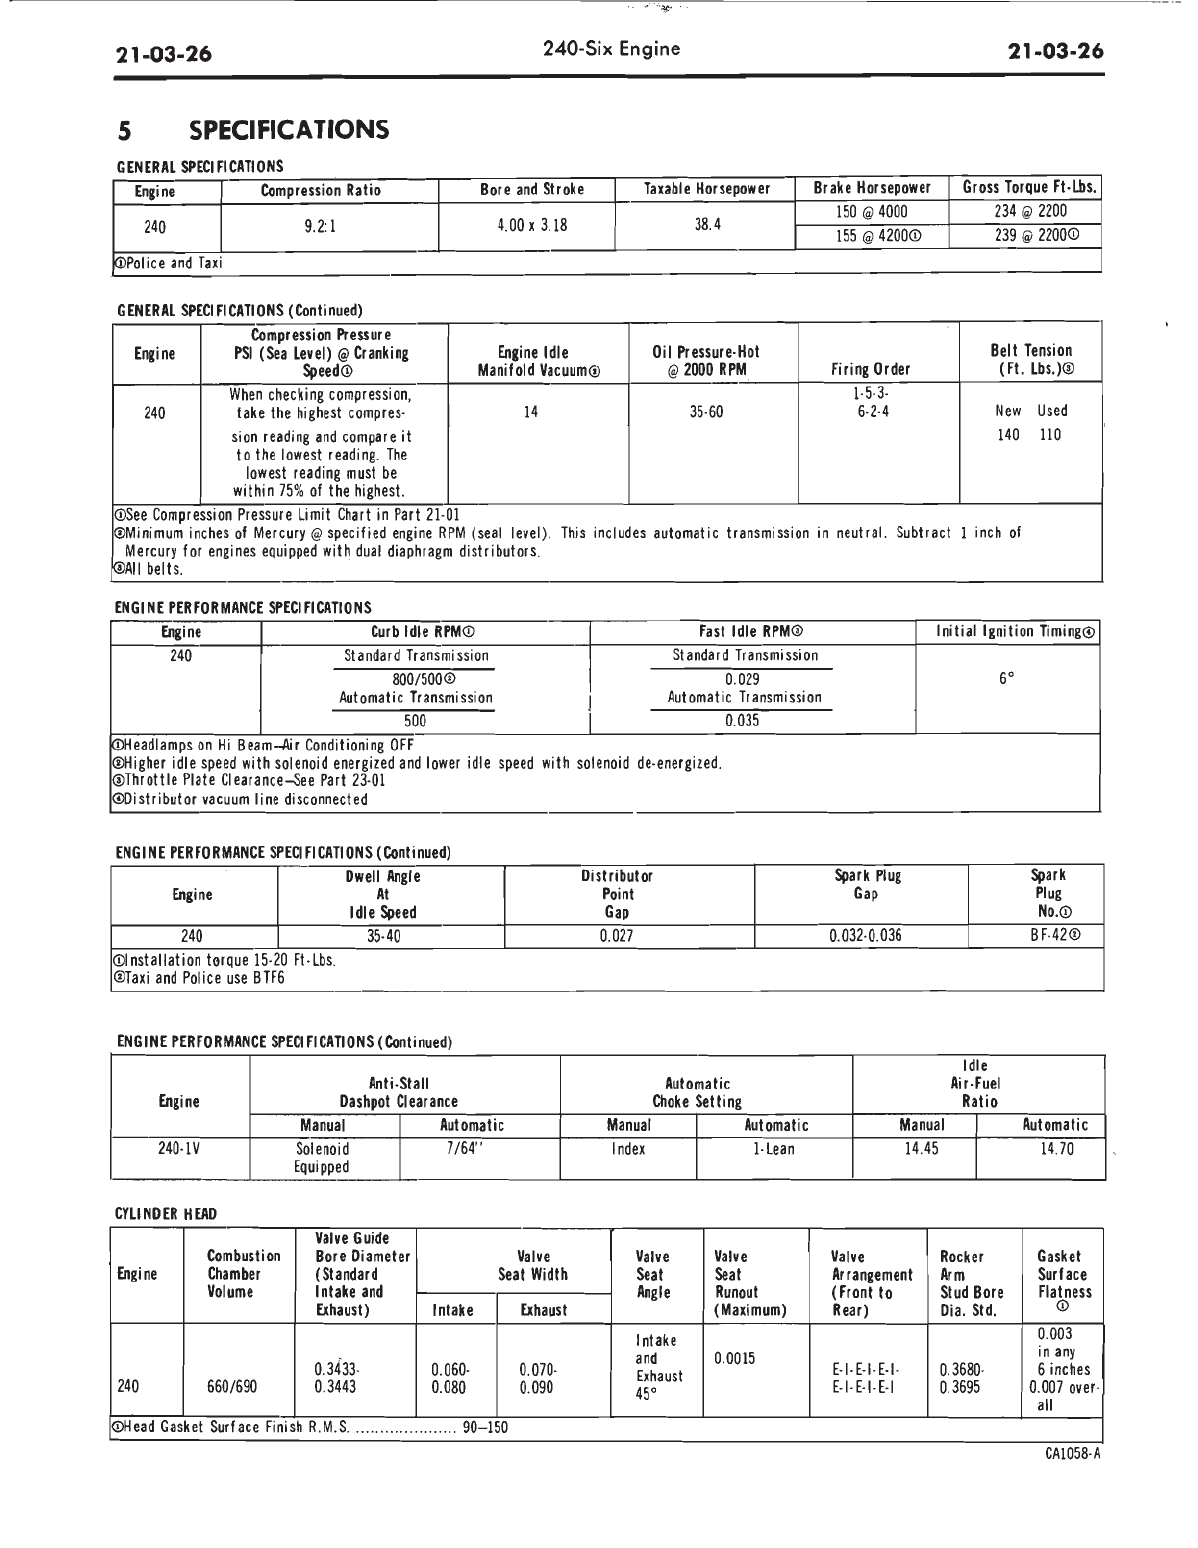 21-03-26 240-Six Engine 21-03-26
5 SPECIFICATIONS
GENERAL SPECIFICATIONS
Engine Compression Ratio Bore and Stroke Taxable Horsepower Brake Horsepower Gross Torque Ft-Lbs.
150 @ 4000 234 @ 2200
240 9.2:1 4.00 x 3.18 38.4
155 @ 4200① 239 @ 2200①
①Police and Taxi
GENERAL SPECIFICATIONS (Continued)
Compression Pressure
Engine PSI (Sea Level) @ Cranking Engine Idle Oil Pressure-Hot Belt Tension
Speed① Manifold Vacuum② @ 2000 RPM Firing Order (Ft. Lbs.)③
When checking compression, 1-5-3-
240 take the highest compres- 14 35-60 6-2-4 New Used
sion reading and compare it 140 110
to the lowest reading. The
lowest reading must be
within 75% of the highest.
①See Compression Pressure Limit Chart in Part 21-01
②Minimum inches of Mercury @ specified engine RPM (seal level). This includes automatic transmission in neutral. Subtract 1 inch of
Mercury for engines equipped with dual diaphragm distributors.
③All belts.
ENGINE PERFORMANCE SPECIFICATIONS
Engine Curb Idle RPM① Fast Idle RPM③ Initial Ignition Timing④
240 Standard Transmission Standard Transmission
800/500② 0.029 6°
Automatic Transmission Automatic Transmission
500 0.035
①Headlamps on Hi Beam—Air Conditioning OFF
②Higher idle speed with solenoid energized and lower idle speed with solenoid de-energized.
③Throttle Plate Clearance—See Part 23-01
④Distributor vacuum line disconnected
ENGINE PERFORMANCE SPECIFICATIONS (Continued)
Dwell Angle Distributor Spark Plug Spark
Engine At Point Gap Plug
Idle Speed Gap No.①
240 35-40 0.027 0.032-0.036 BF-42②
①Installation torque 15-20 Ft-Lbs.
②Taxi and Police use BTF6
ENGINE PERFORMANCE SPECIFICATIONS (Continued)
Idle
Anti-Stall Automatic Air-Fuel
Engine Dashpot Clearance Choke Setting Ratio
Manual Automatic Manual Automatic Manual Automatic
240-1V Solenoid 7/64" Index 1-Lean 14.45 14.70
Equipped
CYLINDER HEAD
Valve Guide
Combustion Bore Diameter Valve Valve Valve Valve Rocker Gasket
Engine Chamber (Standard Seat Width Seat Seat Arrangement Arm Surface
Volume Intake and Angle Runout (Front to Stud Bore Flatness
Exhaust) Intake Exhaust (Maximum) Rear) Dia. Std. ①
Intake 0.003
and 0.0015 in any
0.3433- 0.060- 0.070- Exhaust E-I-E-I-E-I- 0.3680- 6 inches
240 660/690 0.3443 0.080 0.090 45° E-I-E-I-E-I 0.3695 0.007 over-
all
①Head Gasket Surface Finish R.M.S. ..................... 90—150
CA1058-A